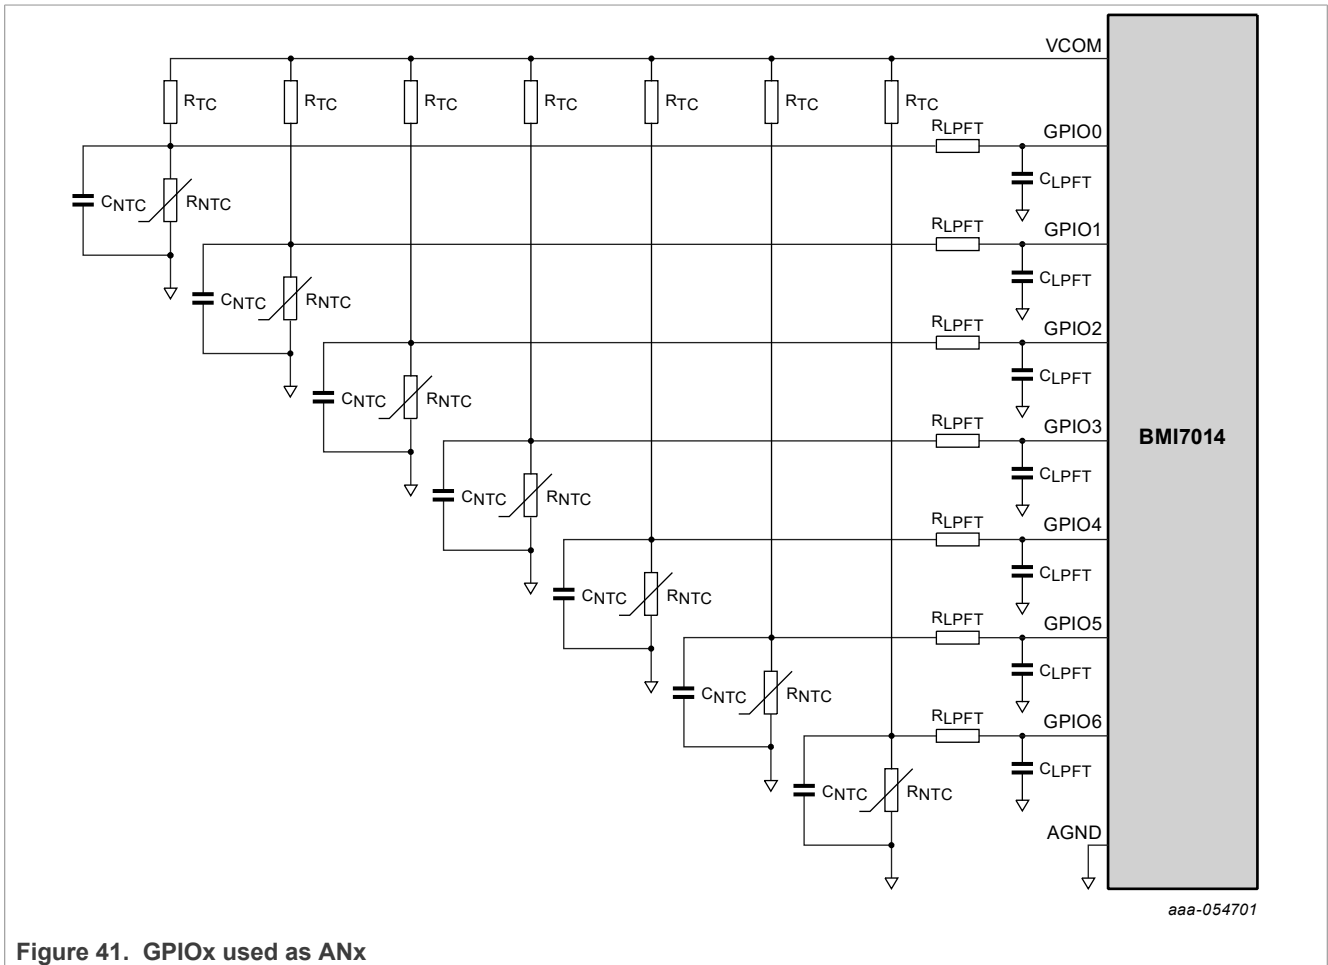 VCOM
RTC RTC RTC RTC RTC RTC RTC
RLPFT GPIO0
CNTC RNTC CLPFT
RLPFT GPIO1
CNTC RNTC CLPFT
RLPFT GPIO2
CNTC RNTC CLPFT
RLPFT GPIO3
BMI7014
CNTC RNTC CLPFT
RLPFT GPIO4
CNTC RNTC CLPFT
RLPFT GPIO5
CNTC RNTC CLPFT
RLPFT GPIO6
CNTC RNTC CLPFT
AGND
aaa-054701
Figure 41. GPIOx used as ANx